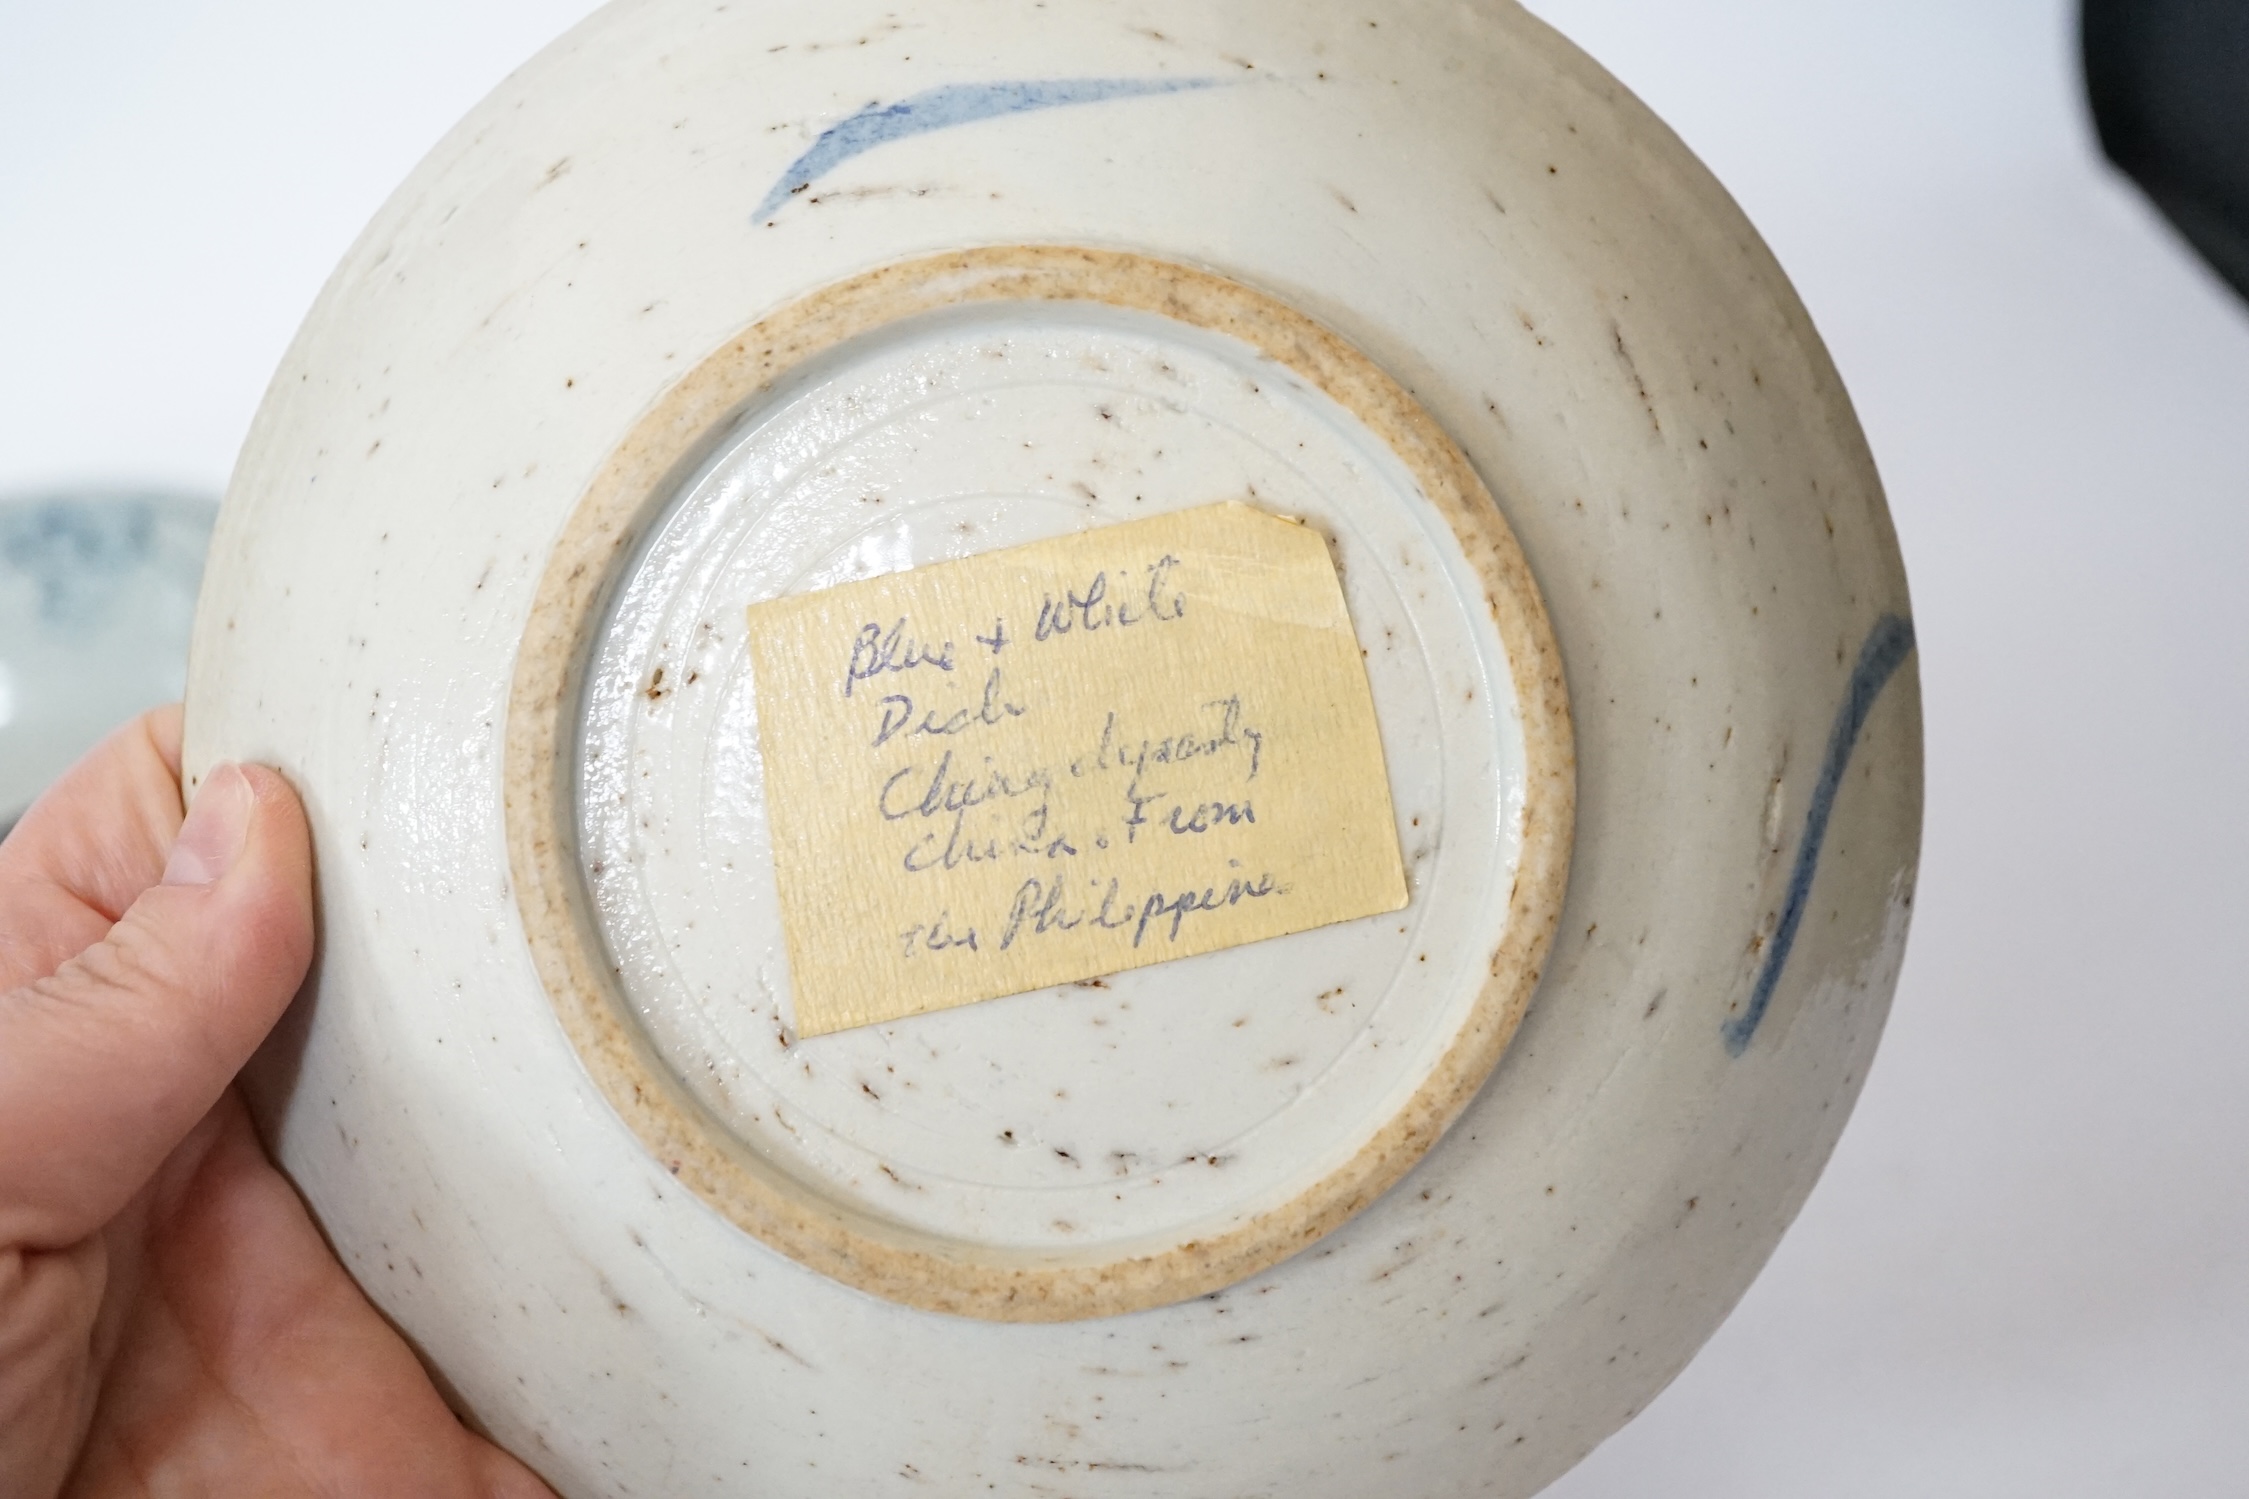 Blue + White
Dish
Ching dynasty
China. From
the Philippines